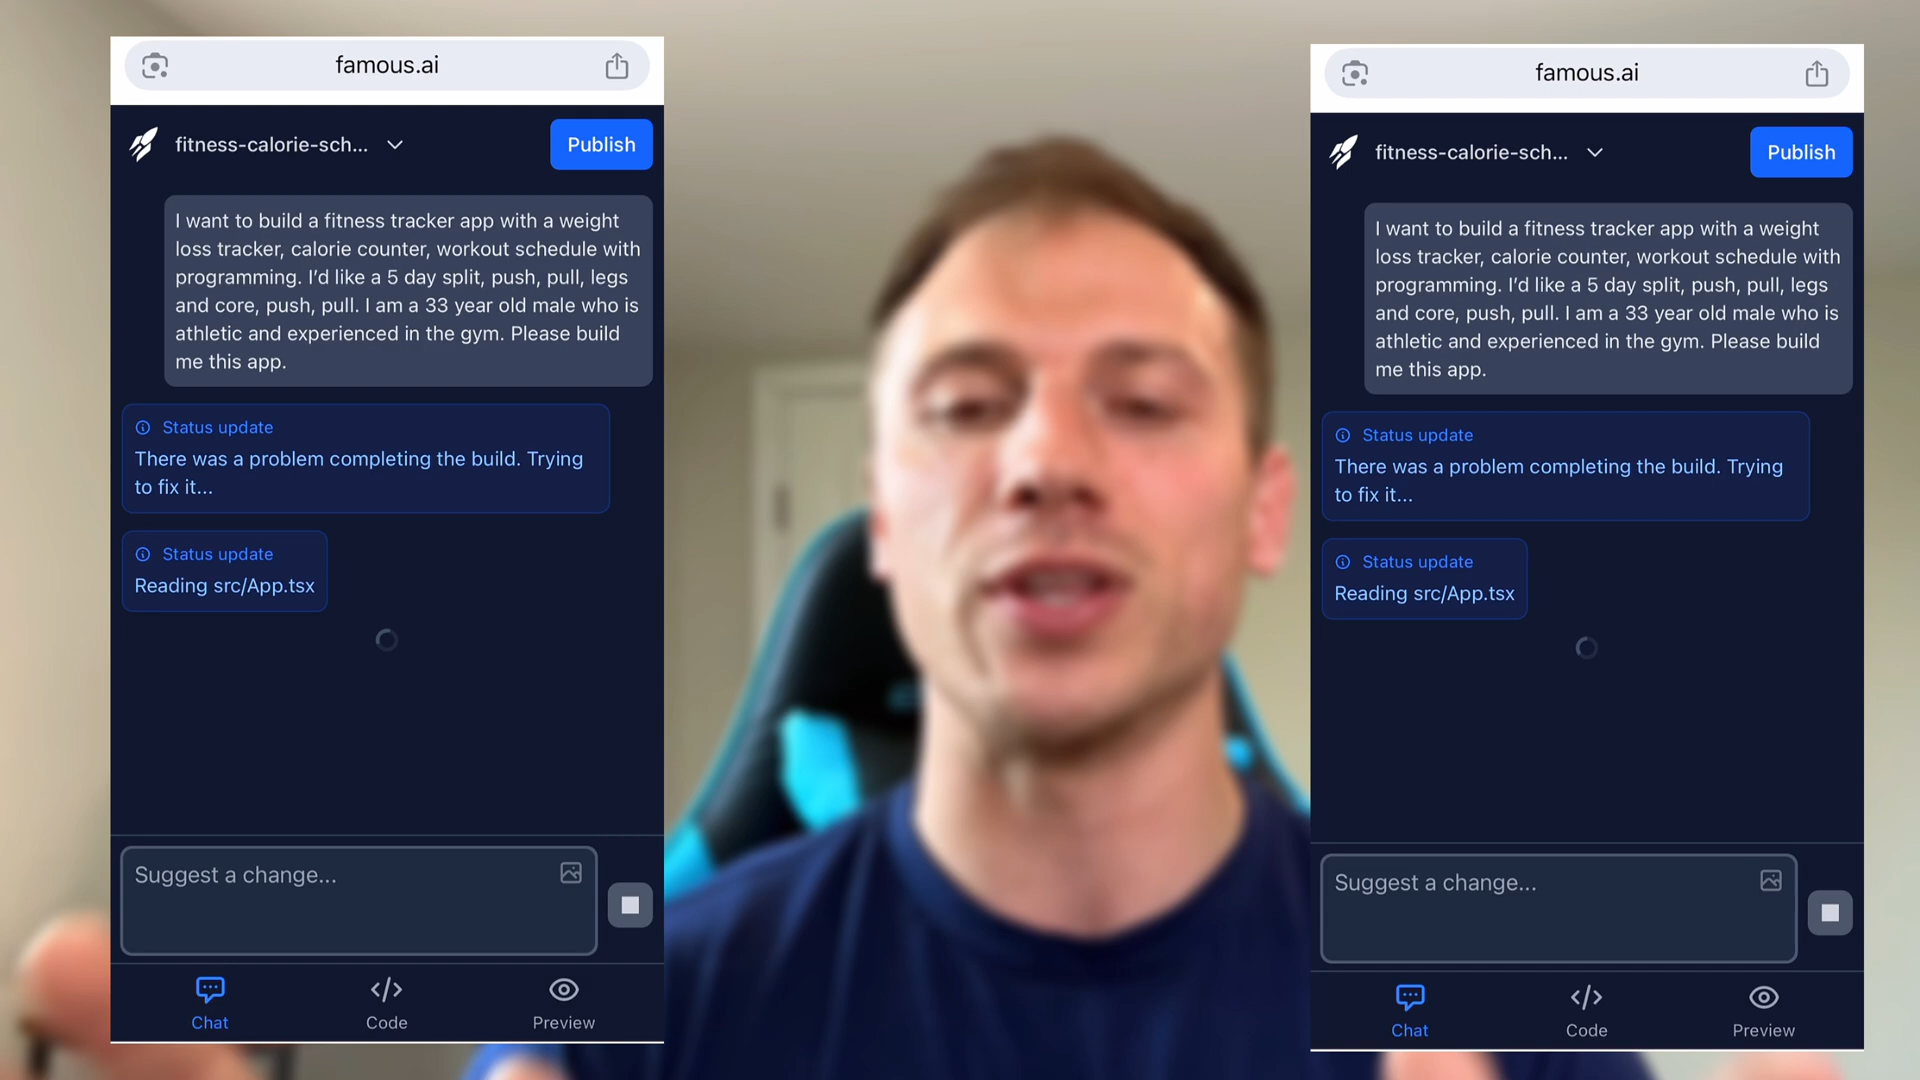 famous.ai
fitness-calorie-sch...
Publish
I want to build a fitness tracker app with a weight
loss tracker, calorie counter, workout schedule with
programming. I’d like a 5 day split, push, pull, legs
and core, push, pull. I am a 33 year old male who is
athletic and experienced in the gym. Please build
me this app.
Status update
There was a problem completing the build. Trying
to fix it...
Status update
Reading src/App.tsx
Suggest a change...
Chat
Code
Preview
famous.ai
fitness-calorie-sch...
Publish
I want to build a fitness tracker app with a weight
loss tracker, calorie counter, workout schedule with
programming. I’d like a 5 day split, push, pull, legs
and core, push, pull. I am a 33 year old male who is
athletic and experienced in the gym. Please build
me this app.
Status update
There was a problem completing the build. Trying
to fix it...
Status update
Reading src/App.tsx
Suggest a change...
Chat
Code
Preview